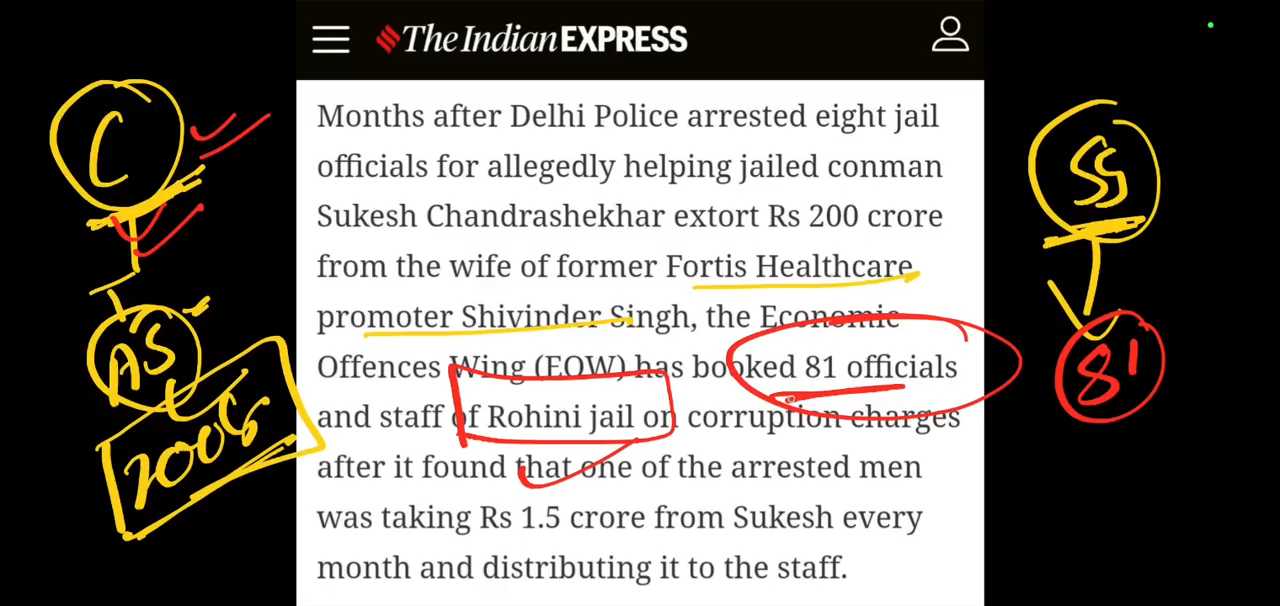 The Indian EXPRESS
Months after Delhi Police arrested eight jail
officials for allegedly helping jailed conman
Sukesh Chandrashekhar extort Rs 200 crore
from the wife of former Fortis Healthcare
promoter Shivinder Singh, the Economic
Offences Wing (EOW) has booked 81 officials
and staff of Rohini jail on corruption charges
after it found that one of the arrested men
was taking Rs 1.5 crore from Sukesh every
month and distributing it to the staff.
C
AS
200CG
SS
81